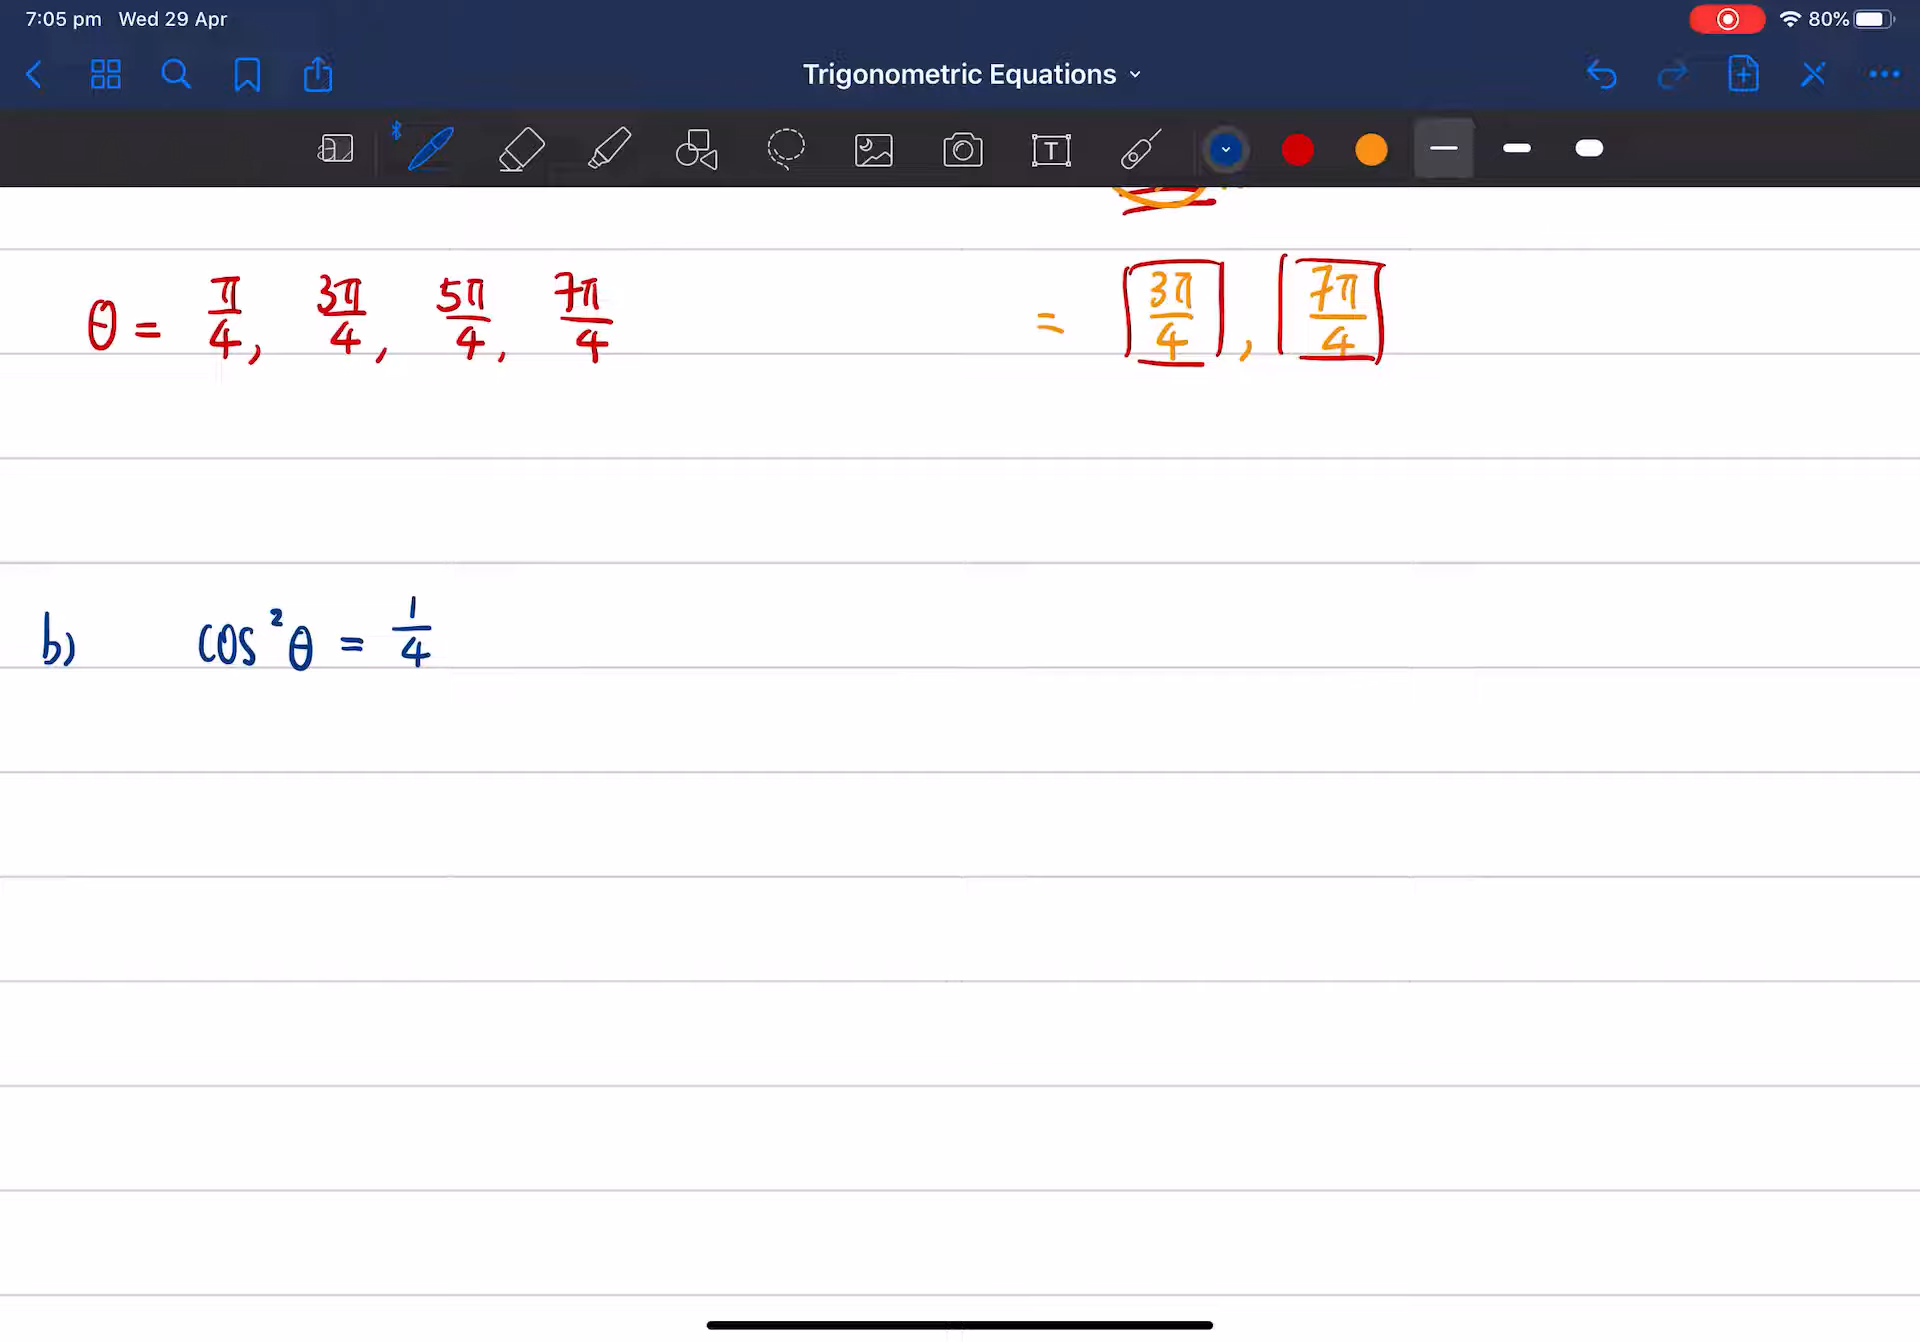 7:05 pm Wed 29 Apr 80%
Trigonometric Equations
θ = π/4, 3π/4, 5π/4, 7π/4 = 3π/4, 7π/4
b) cos²θ = 1/4